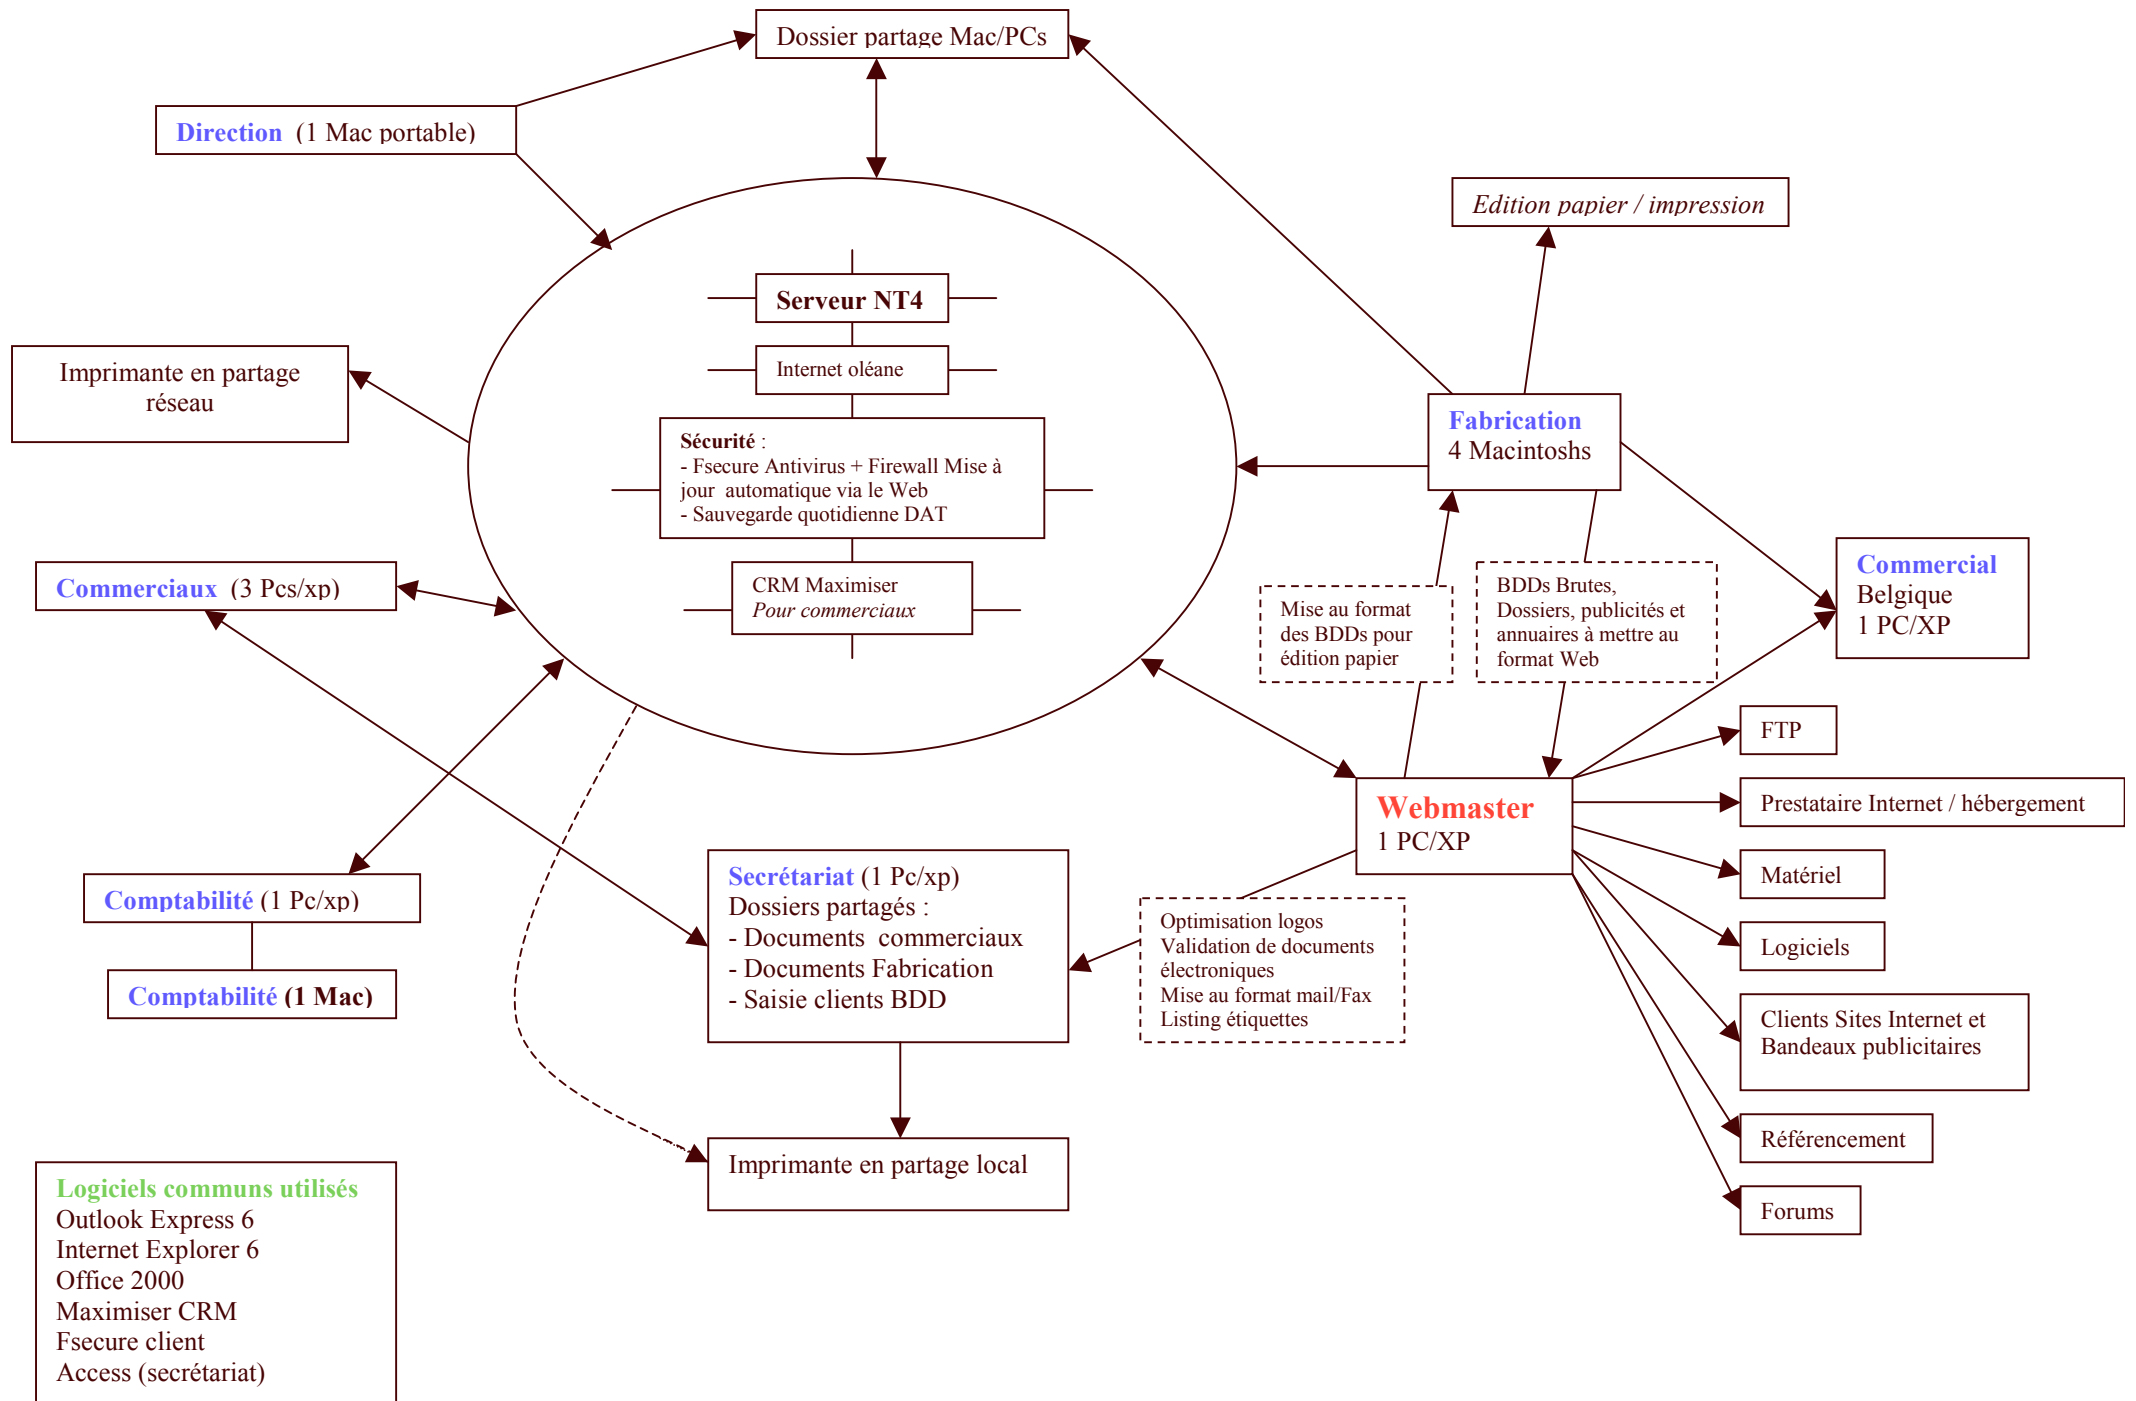 Dossier partage Mac/PCs
Direction (1 Mac portable)
Edition papier / impression
Serveur NT4
Internet oléane
Imprimante en partage
réseau
Sécurité :
- Fsecure Antivirus + Firewall Mise à
jour automatique via le Web
- Sauvegarde quotidienne DAT
Fabrication
4 Macintoshs
Commerciaux (3 Pcs/xp)
CRM Maximiser
Pour commerciaux
Mise au format
des BDDs pour
édition papier
BDDs Brutes,
Dossiers, publicités et
annuaires à mettre au
format Web
Commercial
Belgique
1 PC/XP
FTP
Webmaster
1 PC/XP
Prestataire Internet / hébergement
Matériel
Logiciels
Clients Sites Internet et
Bandeaux publicitaires
Référencement
Forums
Comptabilité (1 Pc/xp)
Comptabilité (1 Mac)
Secrétariat (1 Pc/xp)
Dossiers partagés :
- Documents commerciaux
- Documents Fabrication
- Saisie clients BDD
Optimisation logos
Validation de documents
électroniques
Mise au format mail/Fax
Listing étiquettes
Imprimante en partage local
Logiciels communs utilisés
Outlook Express 6
Internet Explorer 6
Office 2000
Maximiser CRM
Fsecure client
Access (secrétariat)